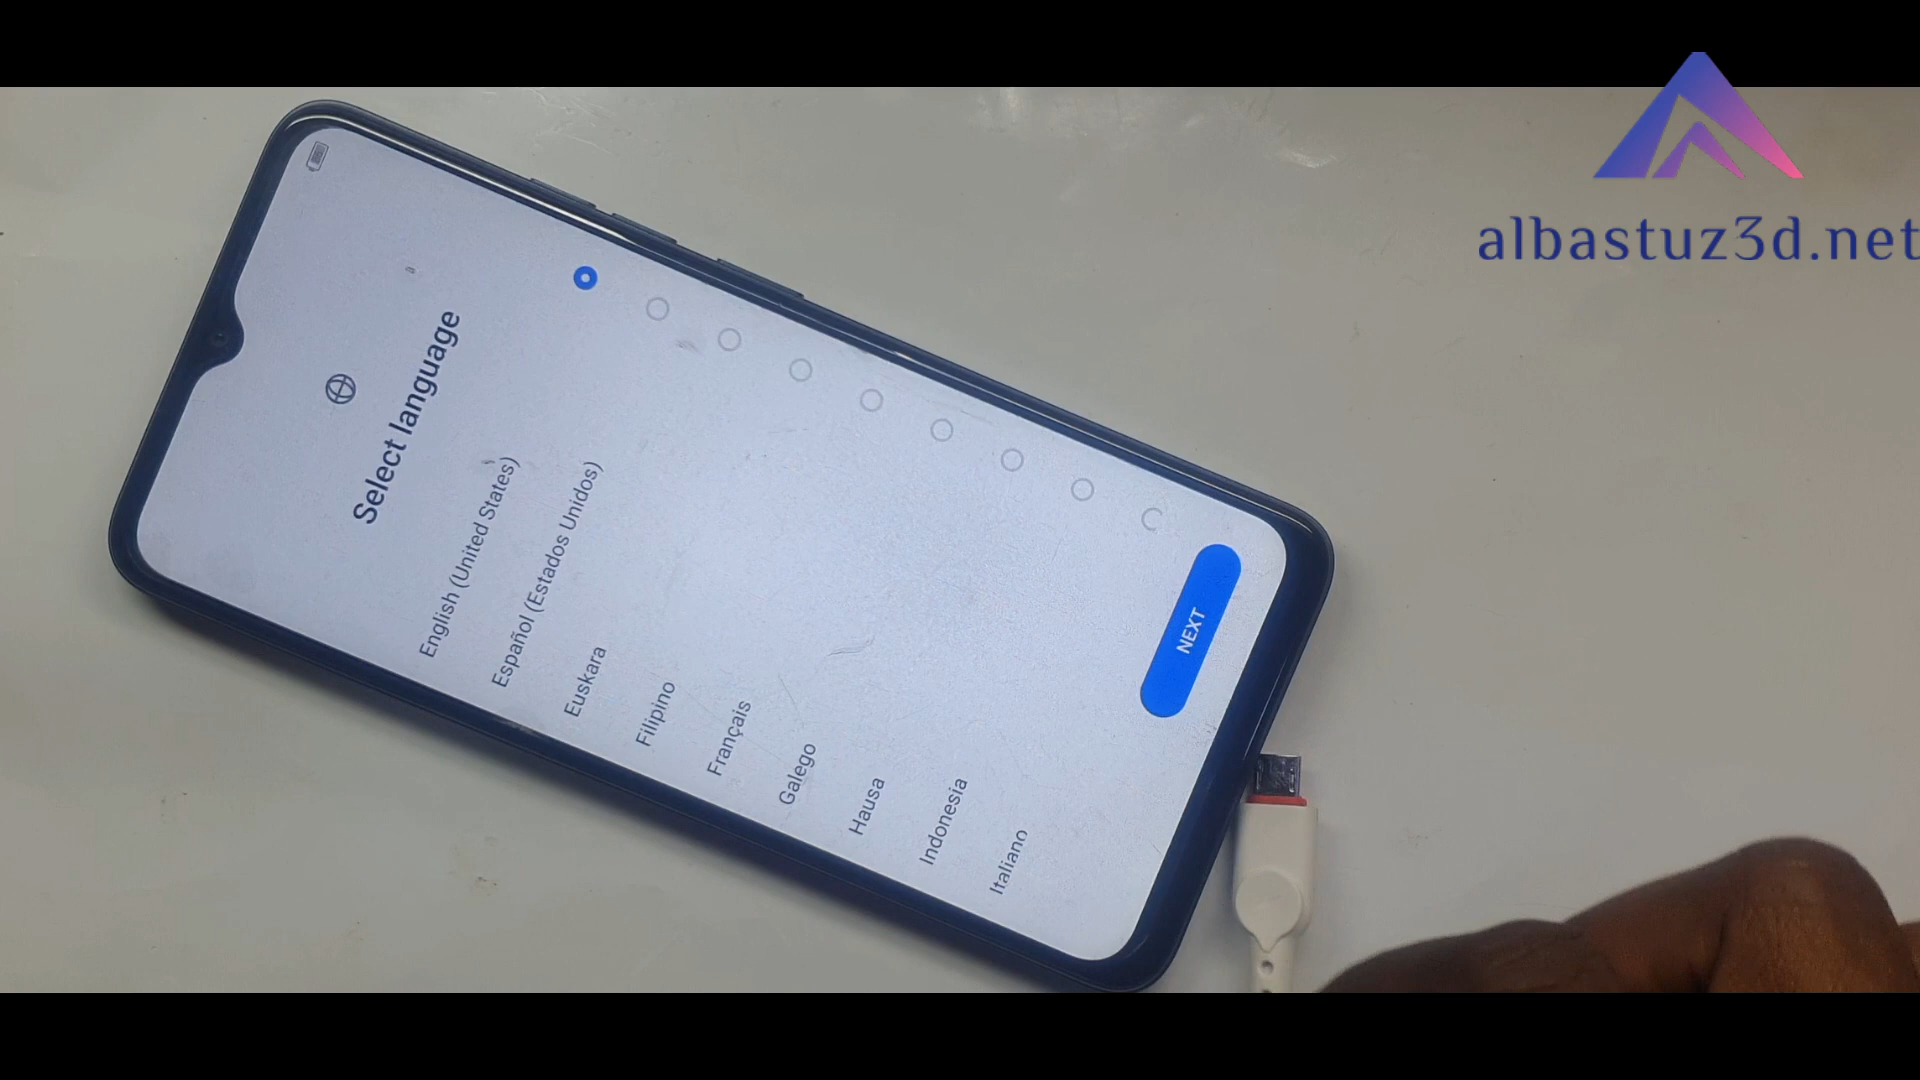 albastuz3d.net
Select language
English (United States)
Español (Estados Unidos)
Euskara
Filipino
Français
Galego
Hausa
Indonesia
Italiano
NEXT